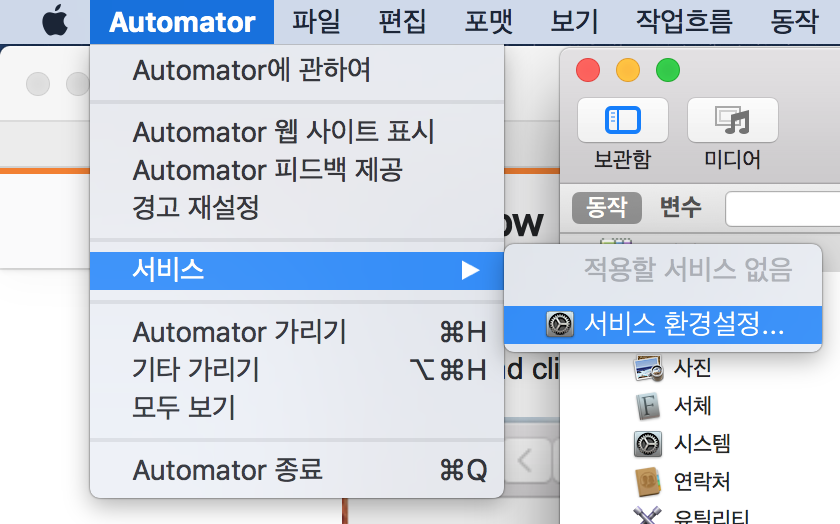 Automator 파일 편집 포맷 보기 작업흐름 동작
Automator에 관하여
Automator 웹 사이트 표시
Automator 피드백 제공
경고 재설정
서비스
Automator 가리기 ⌘H
기타 가리기 ⌥⌘H
모두 보기
Automator 종료 ⌘Q
적용할 서비스 없음
서비스 환경설정...
보관함 미디어
동작 변수
ow
d cli
사진
서체
시스템
연락처
유틸리티